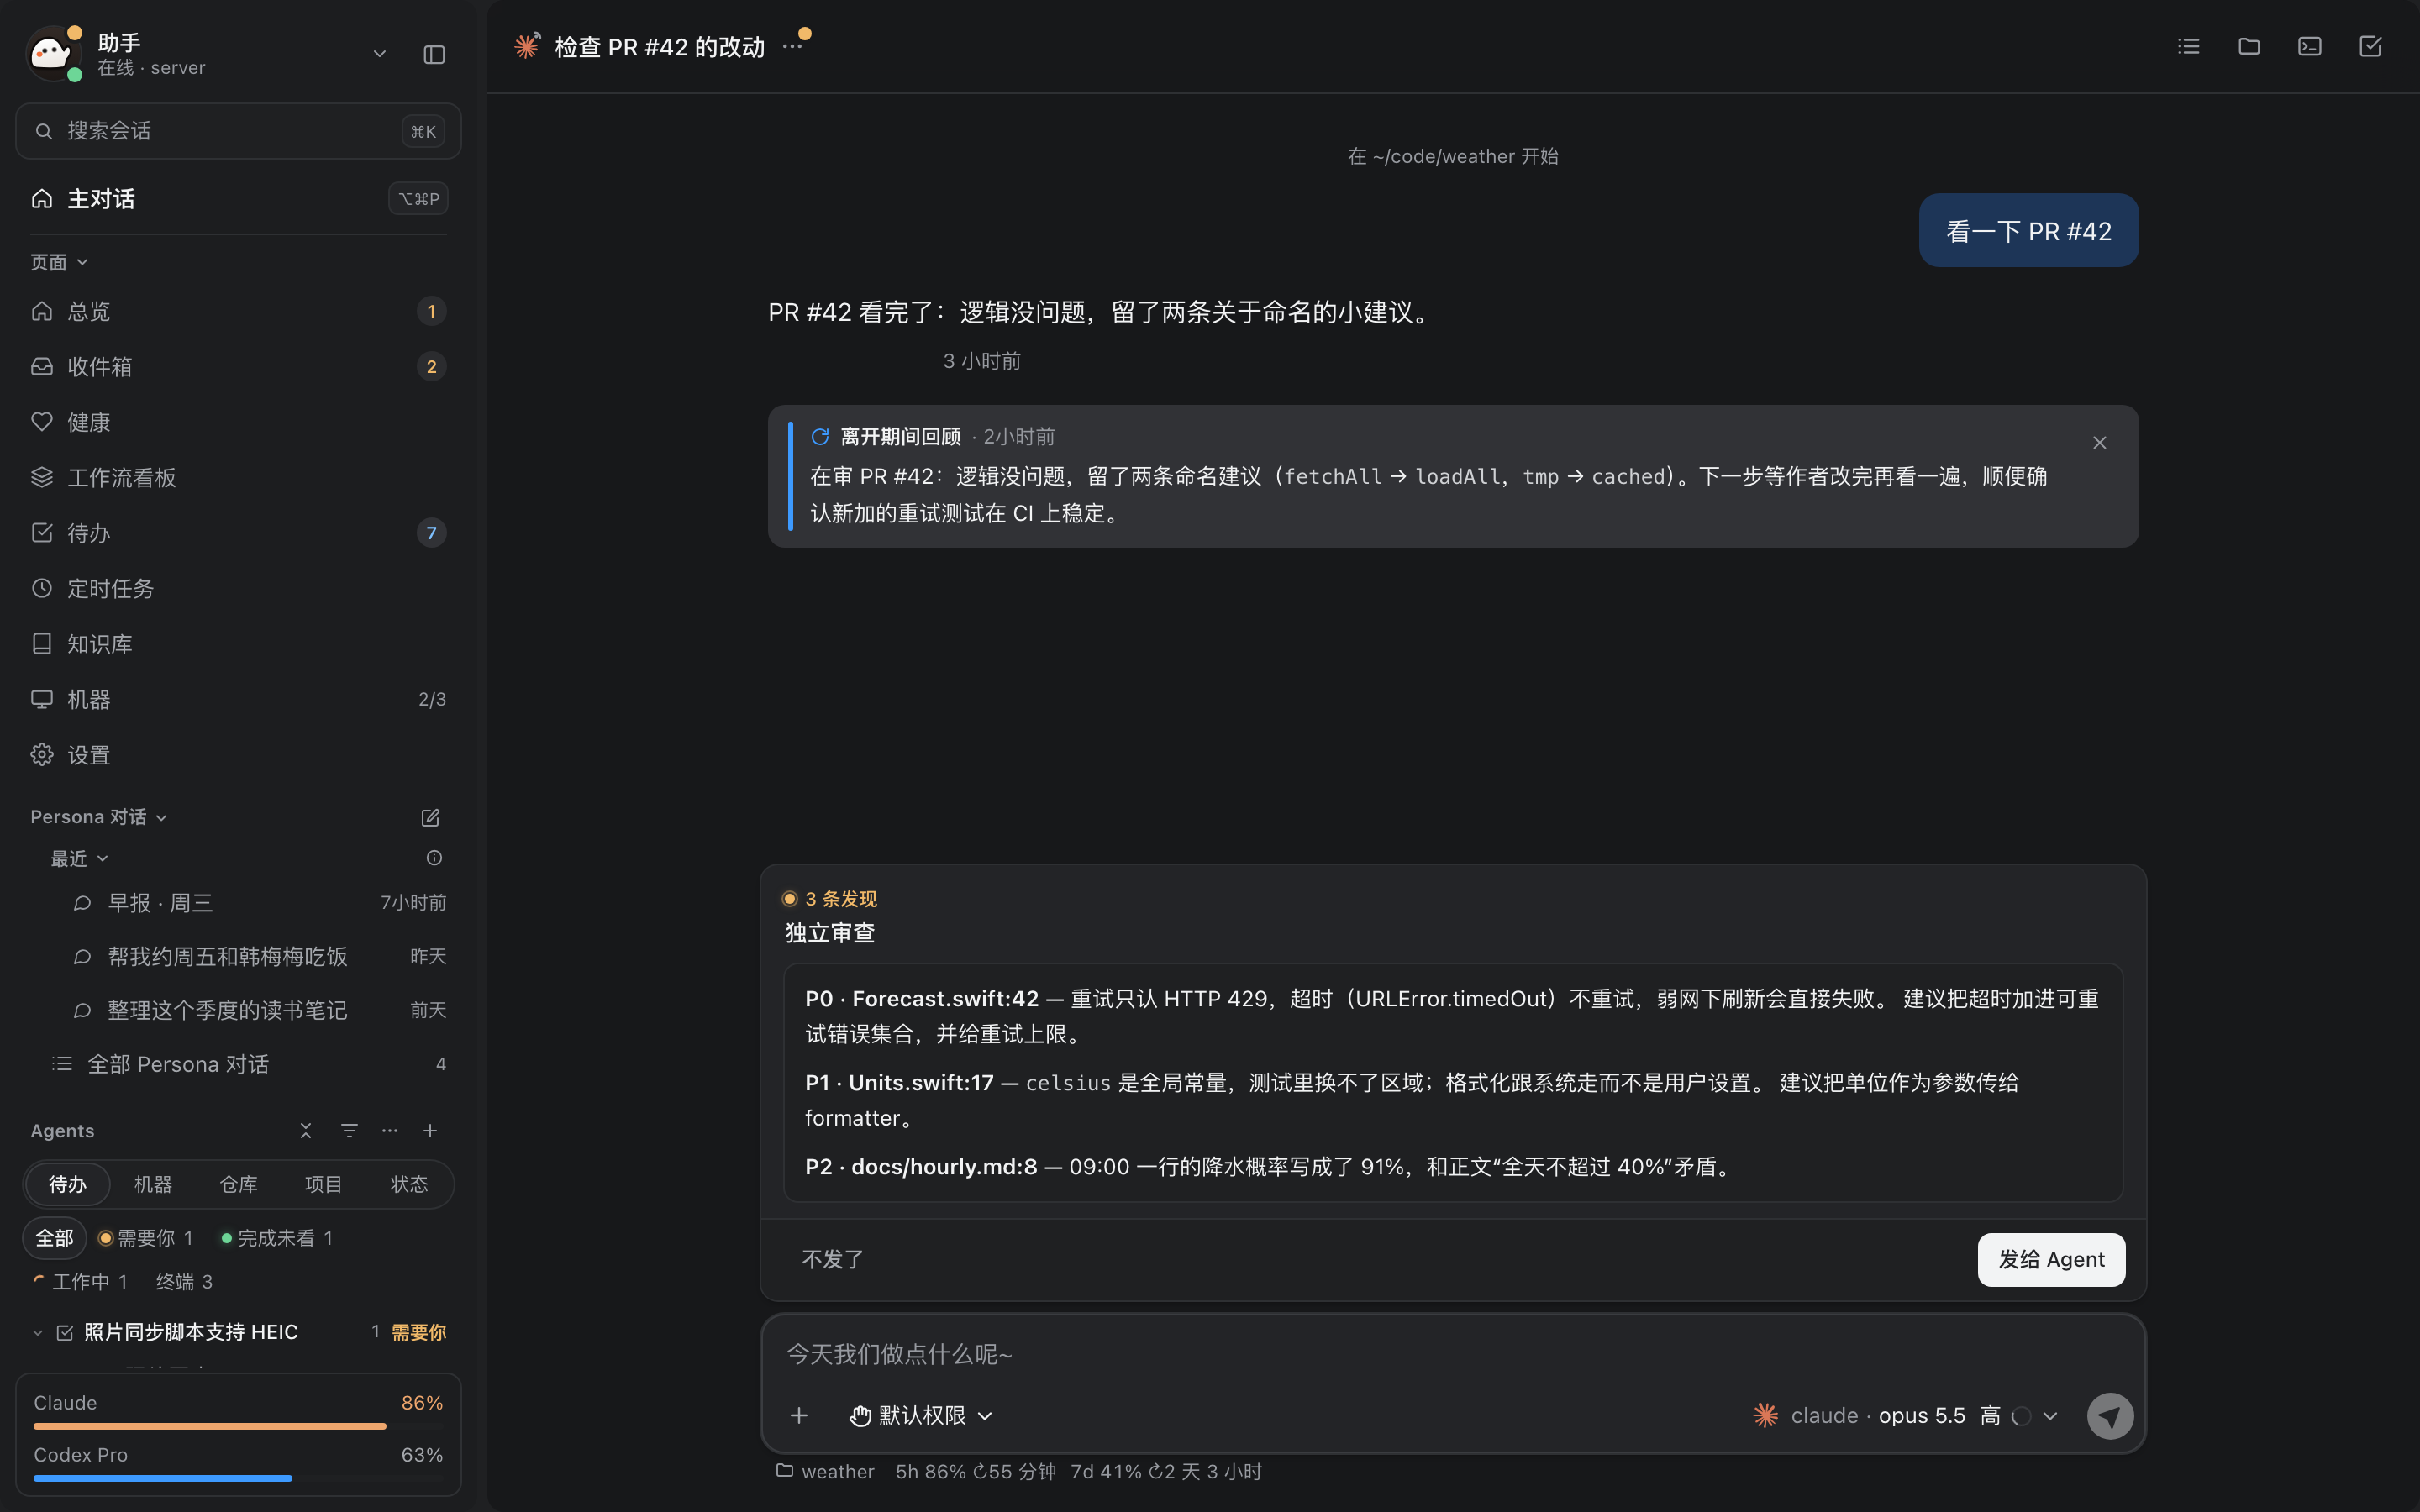 助手
在线 · server
搜索会话 ⌘K
主对话 ⌥⌘P
页面
总览 1
收件箱 2
健康
工作流看板
待办 7
定时任务
知识库
机器 2/3
设置
Persona 对话
最近
早报 · 周三 7小时前
帮我约周五和韩梅梅吃饭 昨天
整理这个季度的读书笔记 前天
全部 Persona 对话 4
Agents
待办 机器 仓库 项目 状态
全部 需要你 1 完成未看 1
工作中 1 终端 3
照片同步脚本支持 HEIC 1 需要你
Claude 86%
Codex Pro 63%
检查 PR #42 的改动
在 ~/code/weather 开始
看一下 PR #42
PR #42 看完了：逻辑没问题，留了两条关于命名的小建议。
3 小时前
离开期间回顾 · 2小时前
在审 PR #42：逻辑没问题，留了两条命名建议（fetchAll → loadAll，tmp → cached）。下一步等作者改完再看一遍，顺便确
认新加的重试测试在 CI 上稳定。
3 条发现
独立审查
P0 · Forecast.swift:42 — 重试只认 HTTP 429，超时（URLError.timedOut）不重试，弱网下刷新会直接失败。 建议把超时加进可重
试错误集合，并给重试上限。
P1 · Units.swift:17 — celsius 是全局常量，测试里换不了区域；格式化跟系统走而不是用户设置。 建议把单位作为参数传给
formatter。
P2 · docs/hourly.md:8 — 09:00 一行的降水概率写成了 91%，和正文“全天不超过 40%”矛盾。
不发了 发给 Agent
今天我们做点什么呢~
默认权限 claude · opus 5.5 高
weather 5h 86% ↻55 分钟 7d 41% ↻2 天 3 小时